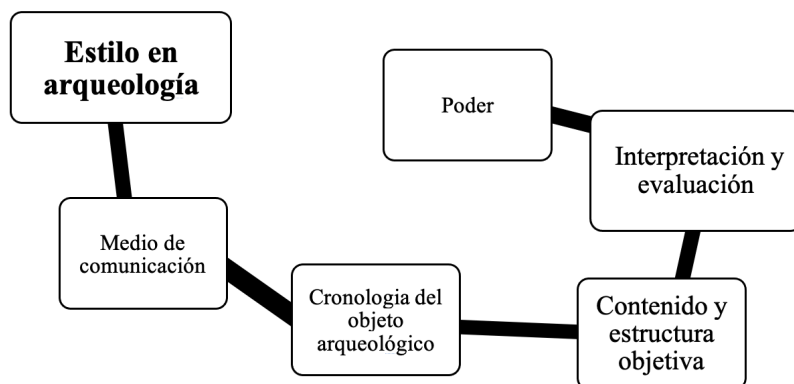 Estilo en
arqueología
Medio de
comunicación
Cronologia del
objeto
arqueológico
Contenido y
estructura
objetiva
Interpretación y
evaluación
Poder